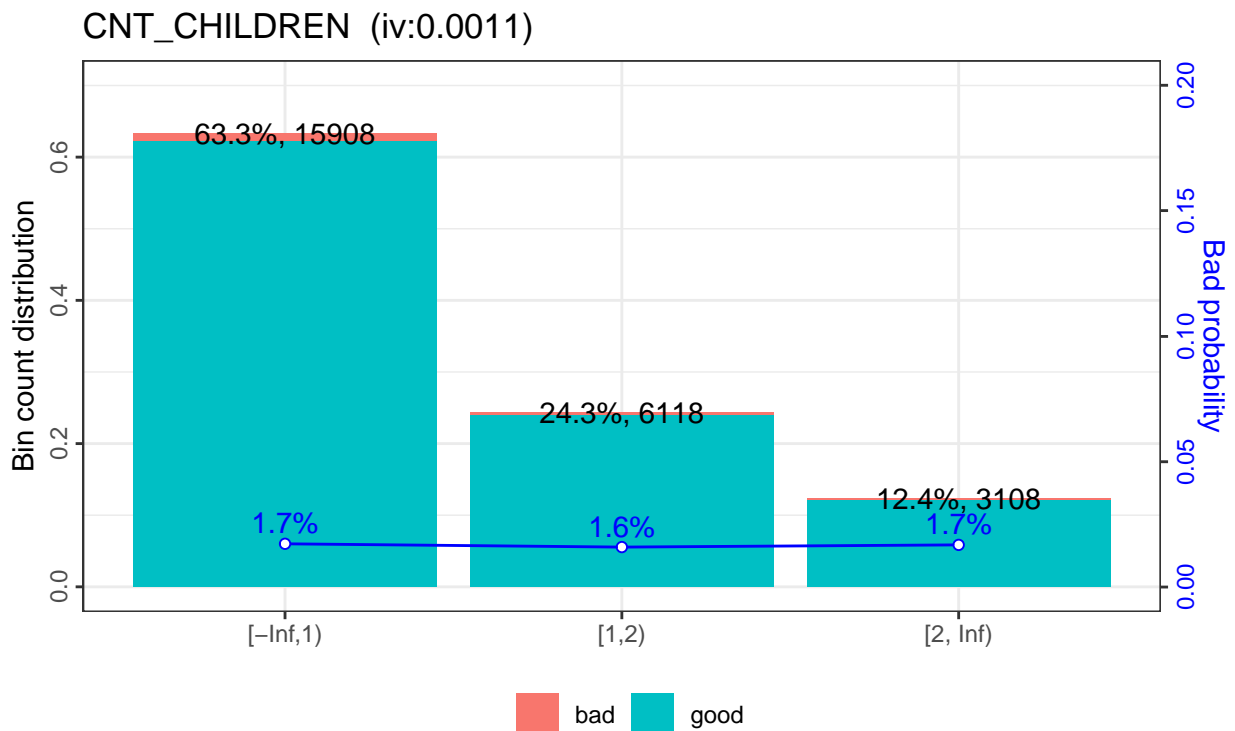 CNT_CHILDREN  (iv:0.0011)
Bin count distribution
0.6
0.4
0.2
0.0
63.3%, 15908
24.3%, 6118
12.4%, 3108
1.7%
1.6%
1.7%
0.20
0.15
0.10
0.05
0.00
Bad probability
[−Inf,1)
[1,2)
[2, Inf)
bad
good